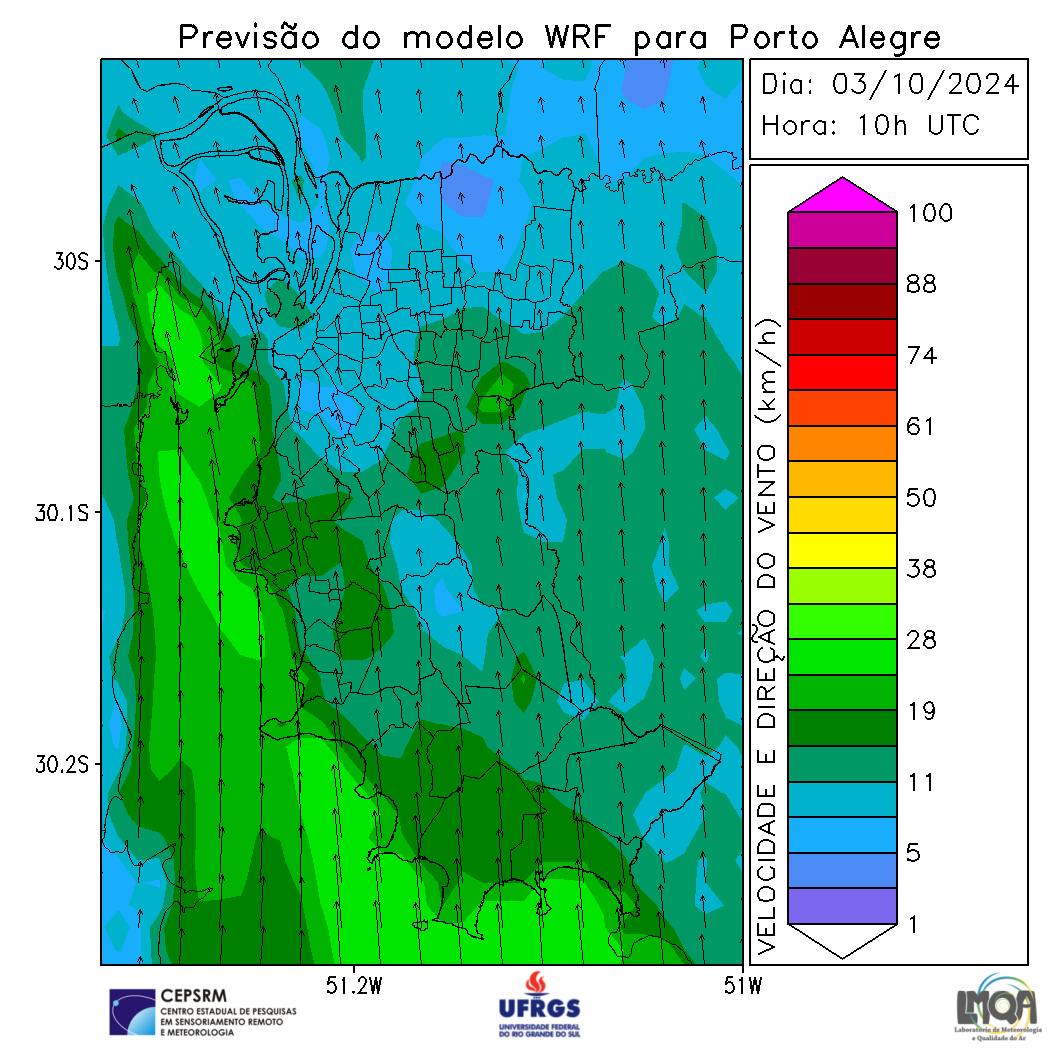 Previsão do modelo WRF para Porto Alegre
Dia: 03/10/2024
Hora: 10h UTC
30S
30.1S
30.2S
51.2W
51W
VELOCIDADE E DIREÇÃO DO VENTO (km/h)
100
88
74
61
50
38
28
19
11
5
1
CEPSRM
CENTRO ESTADUAL DE PESQUISAS
EM SENSORIAMENTO REMOTO
E METEOROLOGIA
UFRGS
UNIVERSIDADE FEDERAL
DO RIO GRANDE DO SUL
LMQA
Laboratório de Meteorologia
e Qualidade do Ar